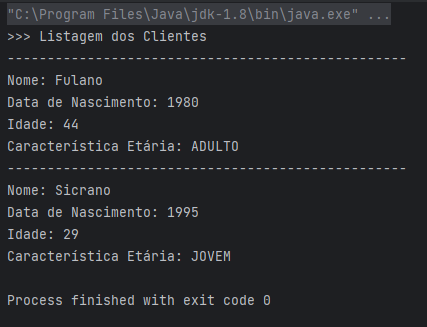 "C:\Program Files\Java\jdk-1.8\bin\java.exe" ...
>>> Listagem dos Clientes
--------------------------------------------------
Nome: Fulano
Data de Nascimento: 1980
Idade: 44
Característica Etária: ADULTO
--------------------------------------------------
Nome: Sicrano
Data de Nascimento: 1995
Idade: 29
Característica Etária: JOVEM
Process finished with exit code 0